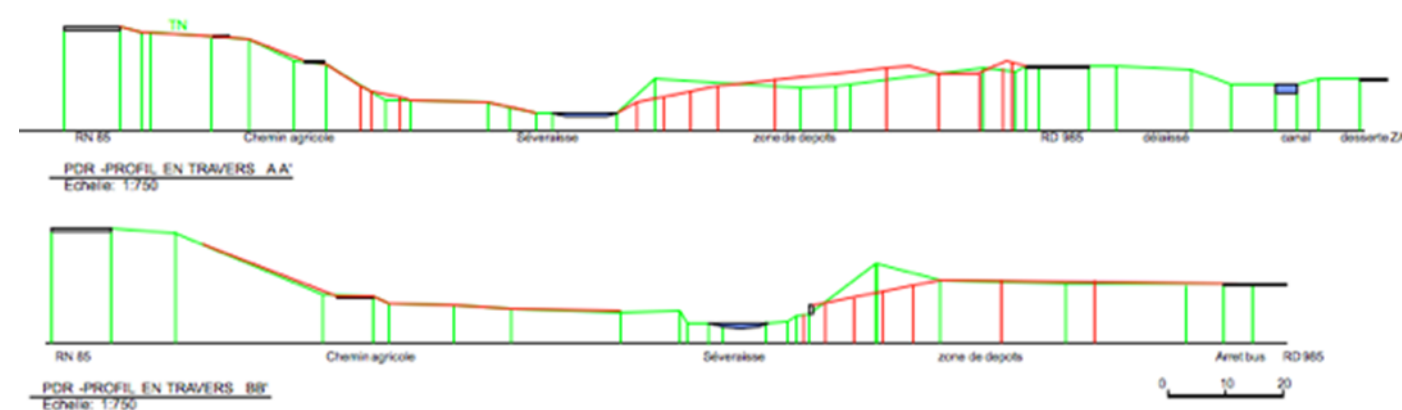 TN
RN 85 Chemin agricole Séveraisse zone de depots RD 985 délaissé canal desserte ZA
PDR -PROFIL EN TRAVERS A A'
Echelle: 1:750
RN 85 Chemin agricole Séveraisse zone de depots Arret bus RD 985
PDR -PROFIL EN TRAVERS BB'
0 10 20
Echelle: 1:750